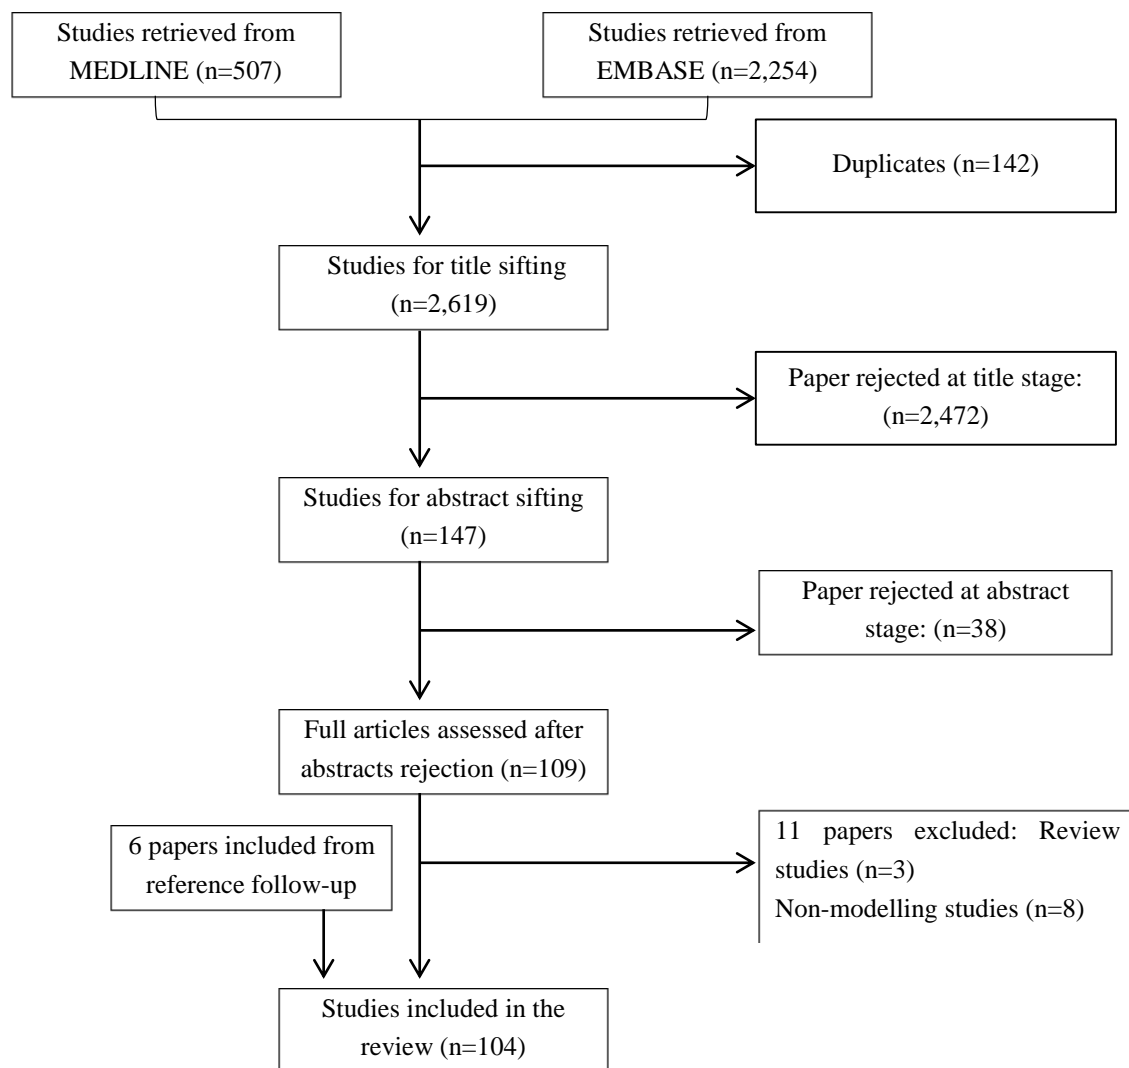 Studies retrieved from
MEDLINE (n=507)
Studies retrieved from
EMBASE (n=2,254)
Duplicates (n=142)
Studies for title sifting
(n=2,619)
Paper rejected at title stage:
(n=2,472)
Studies for abstract sifting
(n=147)
Paper rejected at abstract
stage: (n=38)
Full articles assessed after
abstracts rejection (n=109)
6 papers included from
reference follow-up
11 papers excluded: Review
studies (n=3)
Non-modelling studies (n=8)
Studies included in the
review (n=104)